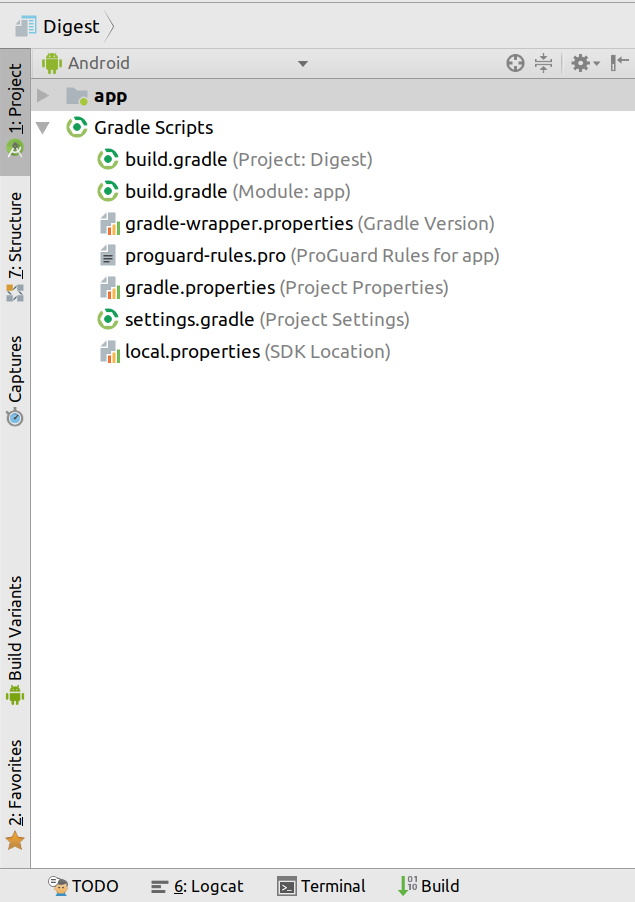 Digest
Android
app
Gradle Scripts
build.gradle (Project: Digest)
build.gradle (Module: app)
gradle-wrapper.properties (Gradle Version)
proguard-rules.pro (ProGuard Rules for app)
gradle.properties (Project Properties)
settings.gradle (Project Settings)
local.properties (SDK Location)
1: Project
7: Structure
Captures
Build Variants
2: Favorites
TODO
6: Logcat
Terminal
Build